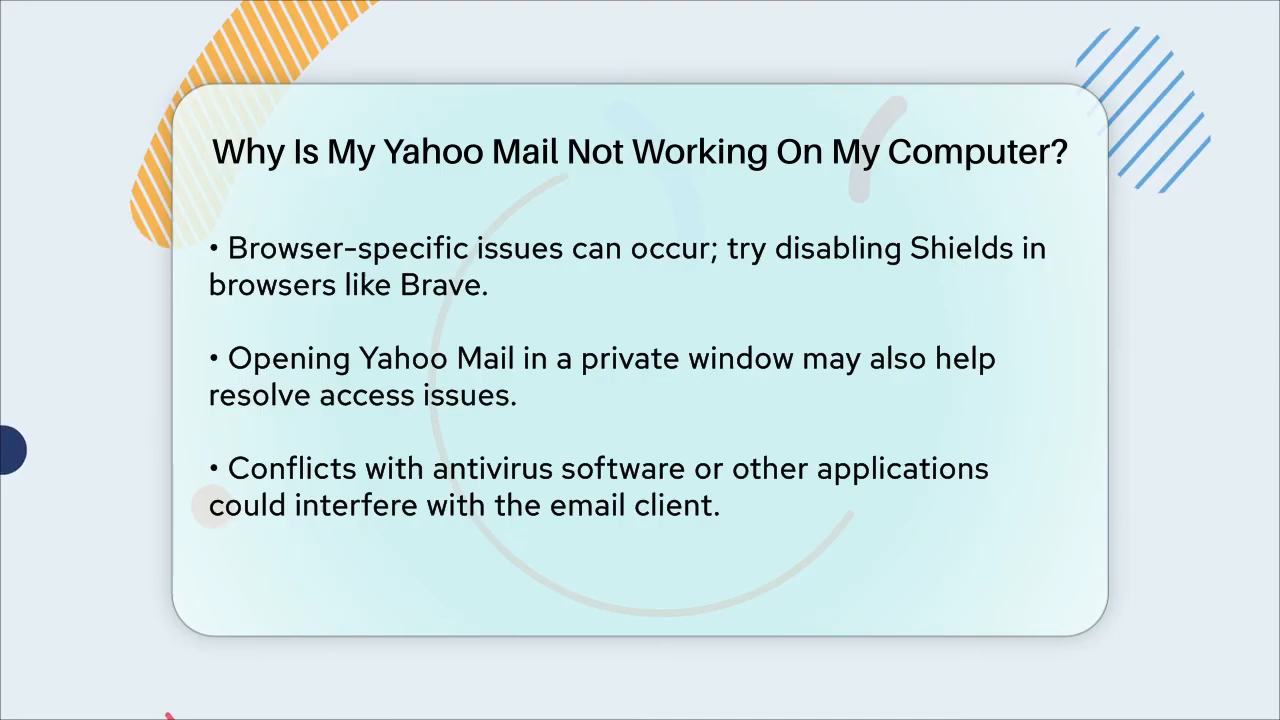 Why Is My Yahoo Mail Not Working On My Computer?
• Browser-specific issues can occur; try disabling Shields in
browsers like Brave.
• Opening Yahoo Mail in a private window may also help
resolve access issues.
• Conflicts with antivirus software or other applications
could interfere with the email client.